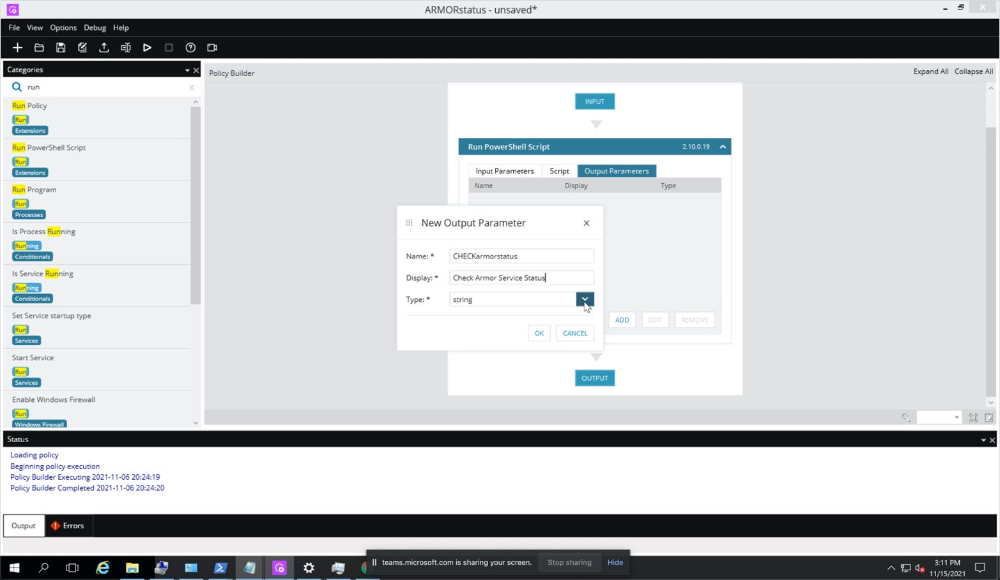 ARMORstatus - unsaved*
File View Options Debug Help
Categories
run
Run Policy
Run
Extensions
Run PowerShell Script
Run
Extensions
Run Program
Run
Processes
Is Process Running
Running
Conditionals
Is Service Running
Running
Conditionals
Set Service startup type
Run
Services
Start Service
Run
Services
Enable Windows Firewall
Run
Windows Firewall
Policy Builder
Expand All Collapse All
INPUT
Run PowerShell Script 2.10.0.19
Input Parameters Script Output Parameters
Name Display Type
New Output Parameter
Name: * CHECKarmorstatus
Display: * Check Armor Service Status
Type: * string
OK CANCEL
ADD EDIT REMOVE
OUTPUT
Status
Loading policy
Beginning policy execution
Policy Builder Executing 2021-11-06 20:24:19
Policy Builder Completed 2021-11-06 20:24:20
Output Errors
teams.microsoft.com is sharing your screen. Stop sharing Hide
3:11 PM
11/15/2021